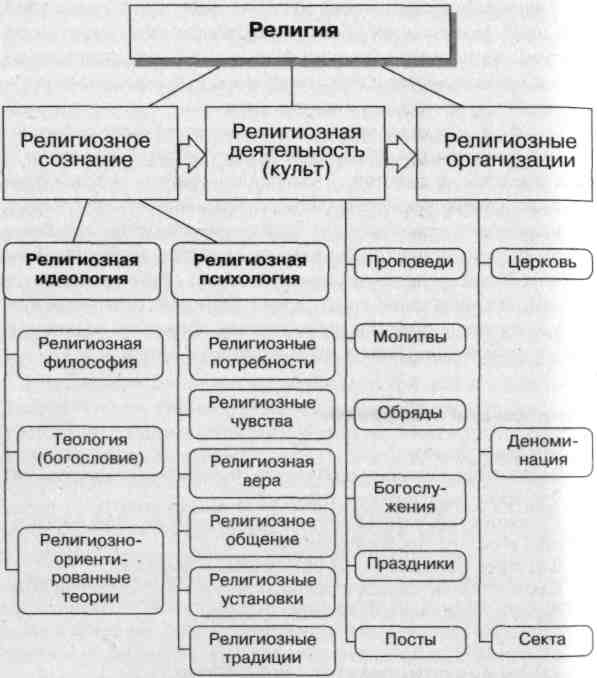 Религия
Религиозное
сознание
Религиозная
деятельность
(культ)
Религиозные
организации
Религиозная
идеология
Религиозная
философия
Теология
(богословие)
Религиозно-
ориенти-
рованные
теории
Религиозная
психология
Религиозные
потребности
Религиозные
чувства
Религиозная
вера
Религиозное
общение
Религиозные
установки
Религиозные
традиции
Проповеди
Молитвы
Обряды
Богослу-
жения
Праздники
Посты
Церковь
Деноми-
нация
Секта